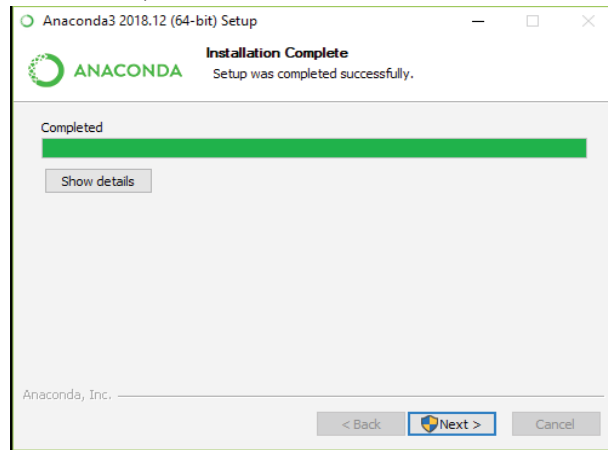 Anaconda3 2018.12 (64-bit) Setup
ANACONDA
Installation Complete
Setup was completed successfully.
Completed
Show details
Anaconda, Inc.
< Back
Next >
Cancel